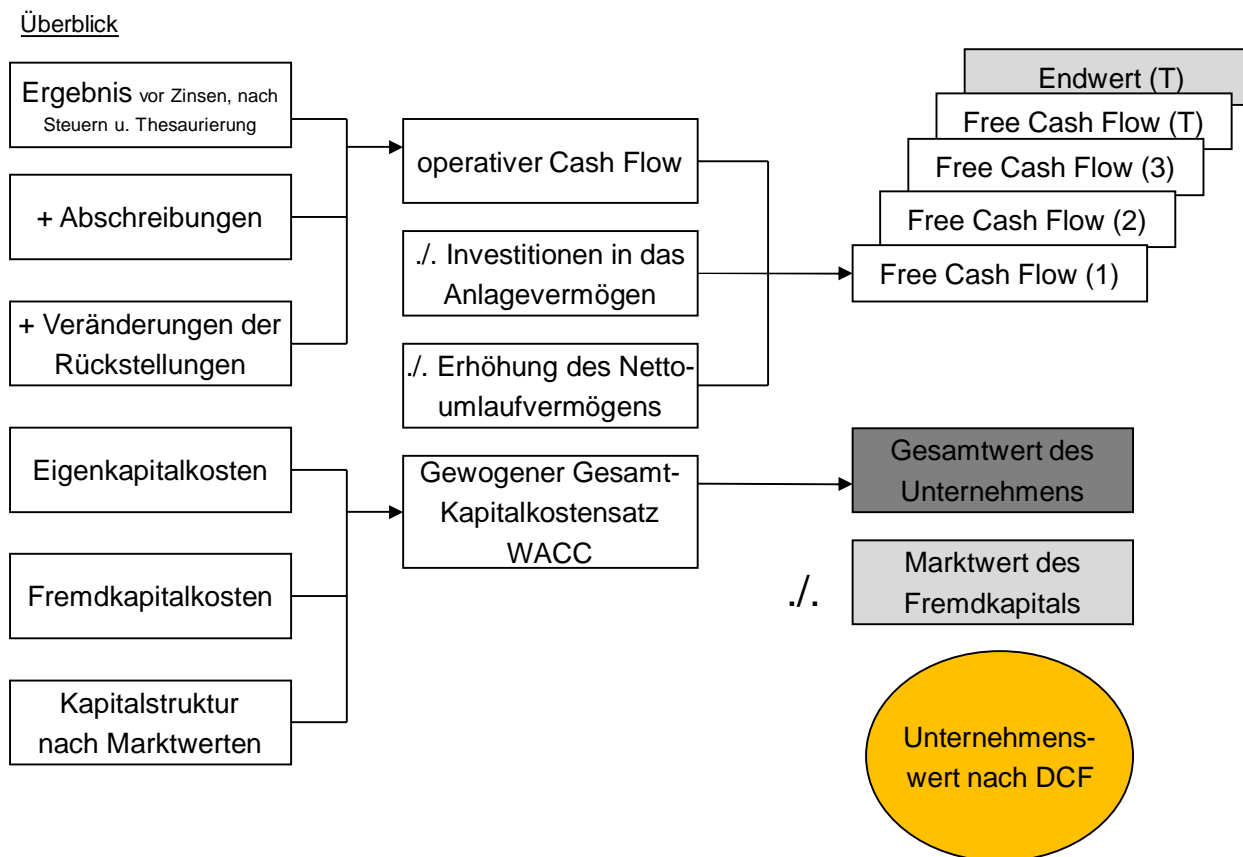 Überblick
Ergebnis vor Zinsen, nach
Steuern u. Thesaurierung
+ Abschreibungen
+ Veränderungen der
Rückstellungen
operativer Cash Flow
./. Investitionen in das
Anlagevermögen
./. Erhöhung des Netto-
umlaufvermögens
Endwert (T)
Free Cash Flow (T)
Free Cash Flow (3)
Free Cash Flow (2)
Free Cash Flow (1)
Eigenkapitalkosten
Fremdkapitalkosten
Kapitalstruktur
nach Marktwerten
Gewogener Gesamt-
Kapitalkostensatz
WACC
Gesamtwert des
Unternehmens
./.
Marktwert des
Fremdkapitals
Unternehmens-
wert nach DCF